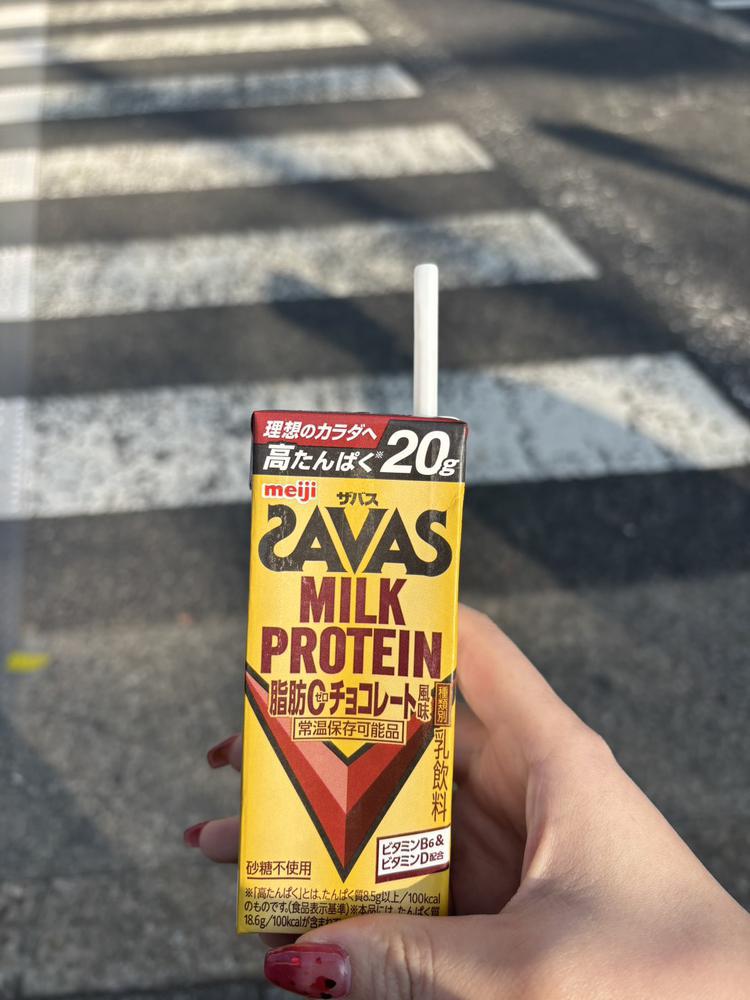 理想のカラダへ
高たんぱく※20g
meiji
ザバス
SAVAS
MILK
PROTEIN
脂肪0ゼロチョコレート風味
常温保存可能品
種類別
乳飲料
ビタミンB6&
ビタミンD配合
砂糖不使用
※「高たんぱく」とは、たんぱく質8.5g以上/100kcal
のものです。(食品表示基準)※本品には、たんぱく質
18.6g/100kcalが含まれ